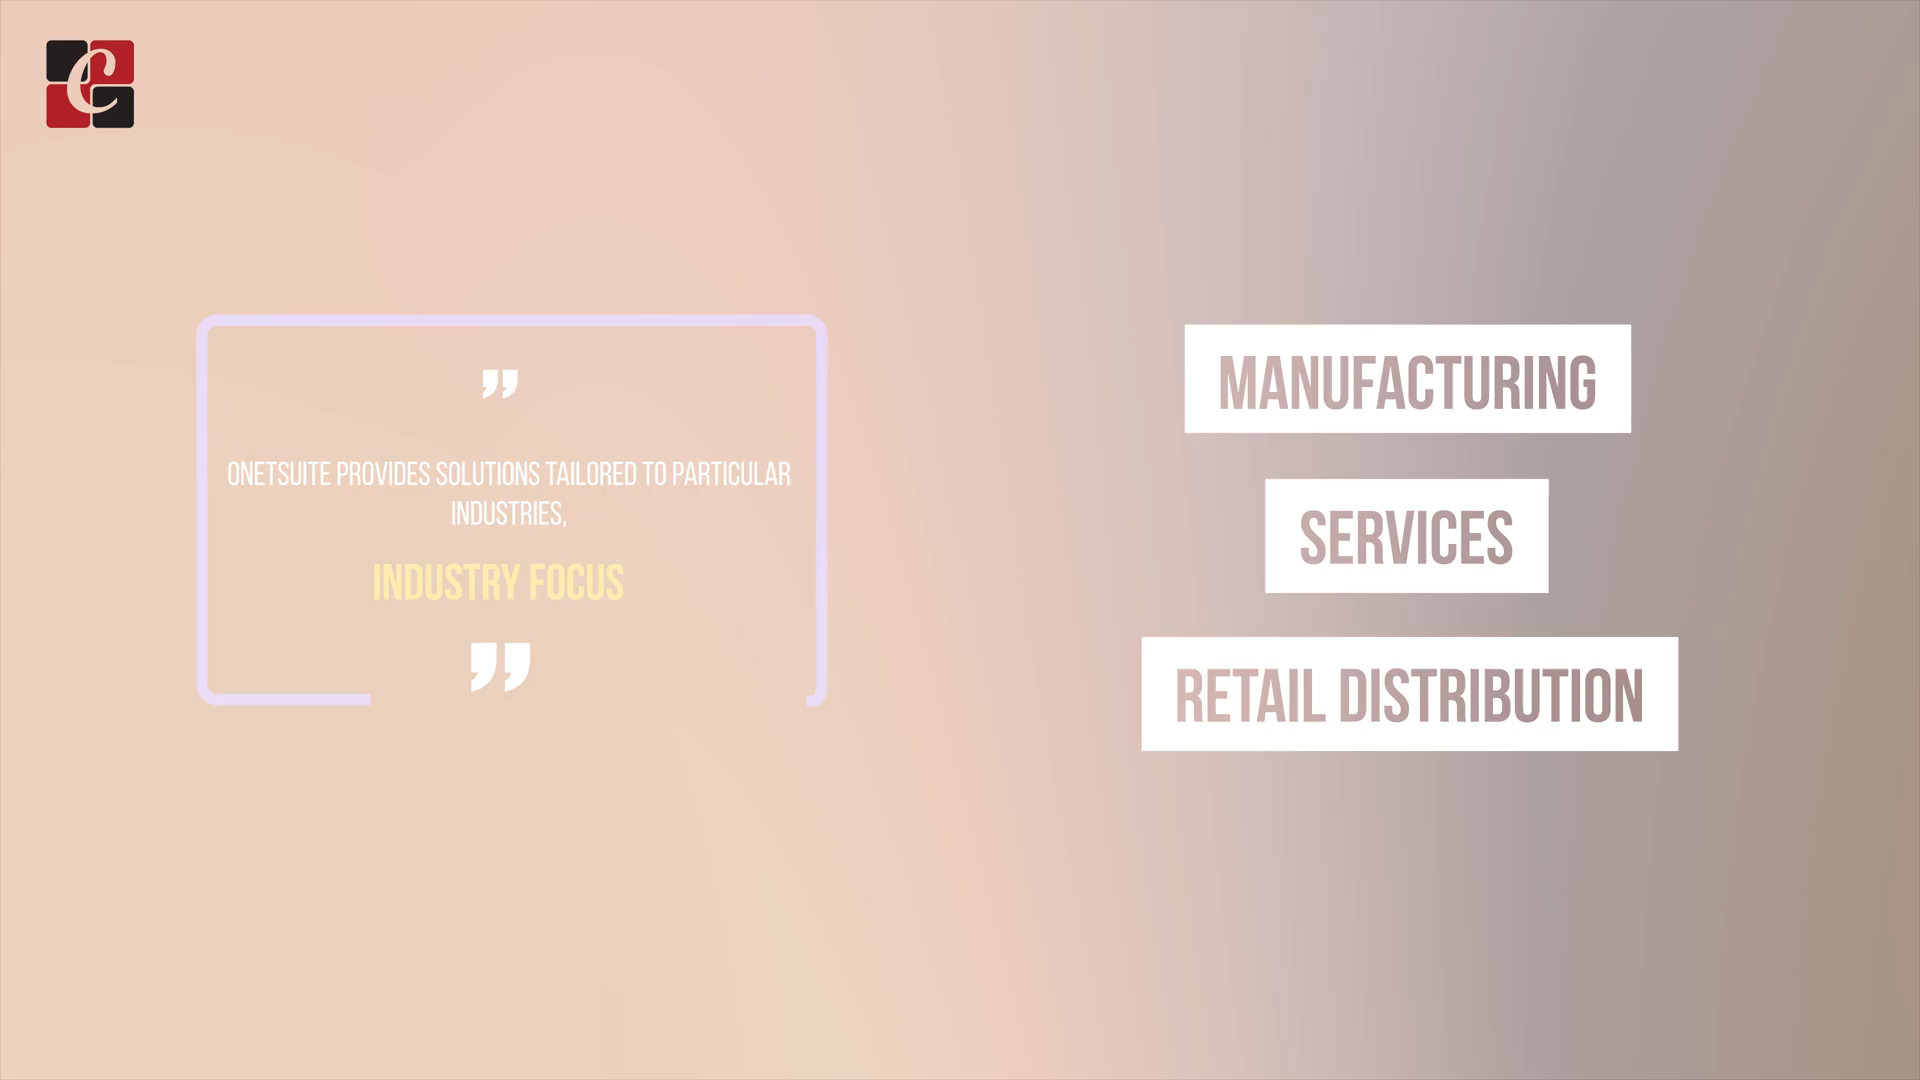 C
”
ONETSUITE PROVIDES SOLUTIONS TAILORED TO PARTICULAR
INDUSTRIES,
INDUSTRY FOCUS
”
MANUFACTURING
SERVICES
RETAIL DISTRIBUTION